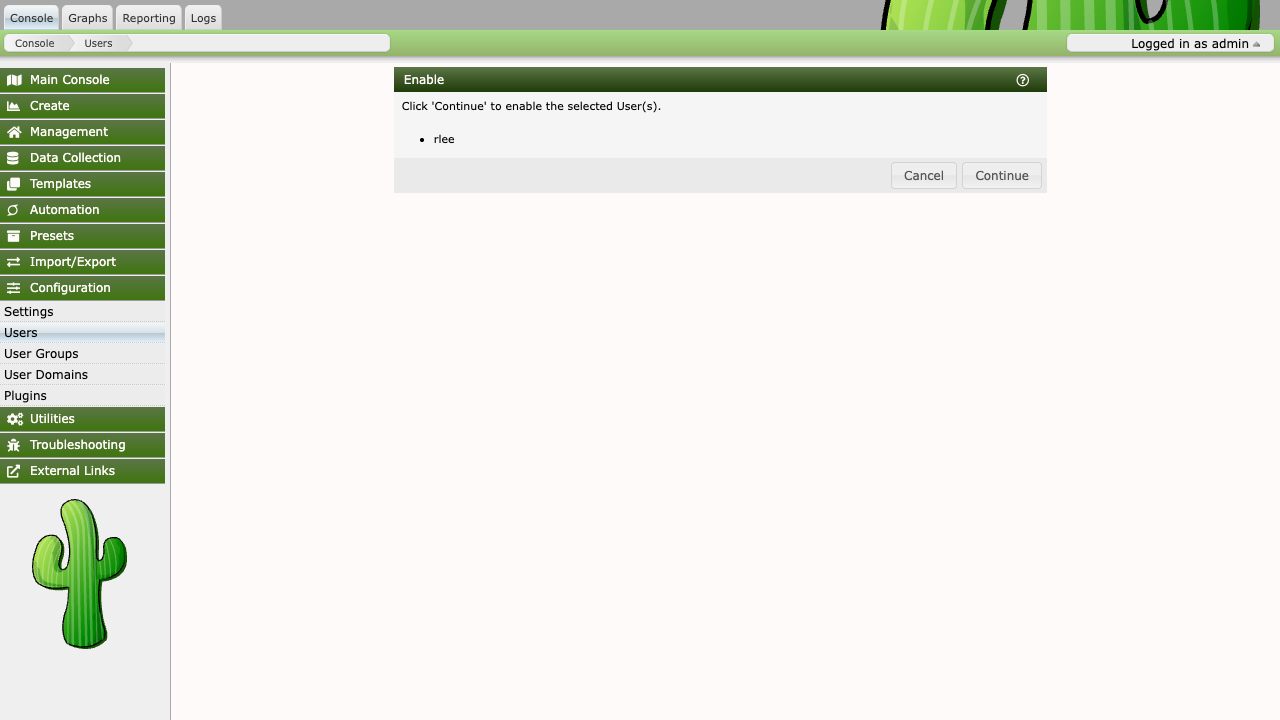 Console Graphs Reporting Logs
Console Users
Logged in as admin
Main Console
Create
Management
Data Collection
Templates
Automation
Presets
Import/Export
Configuration
Settings
Users
User Groups
User Domains
Plugins
Utilities
Troubleshooting
External Links
Enable
Click 'Continue' to enable the selected User(s).
rlee
Cancel Continue